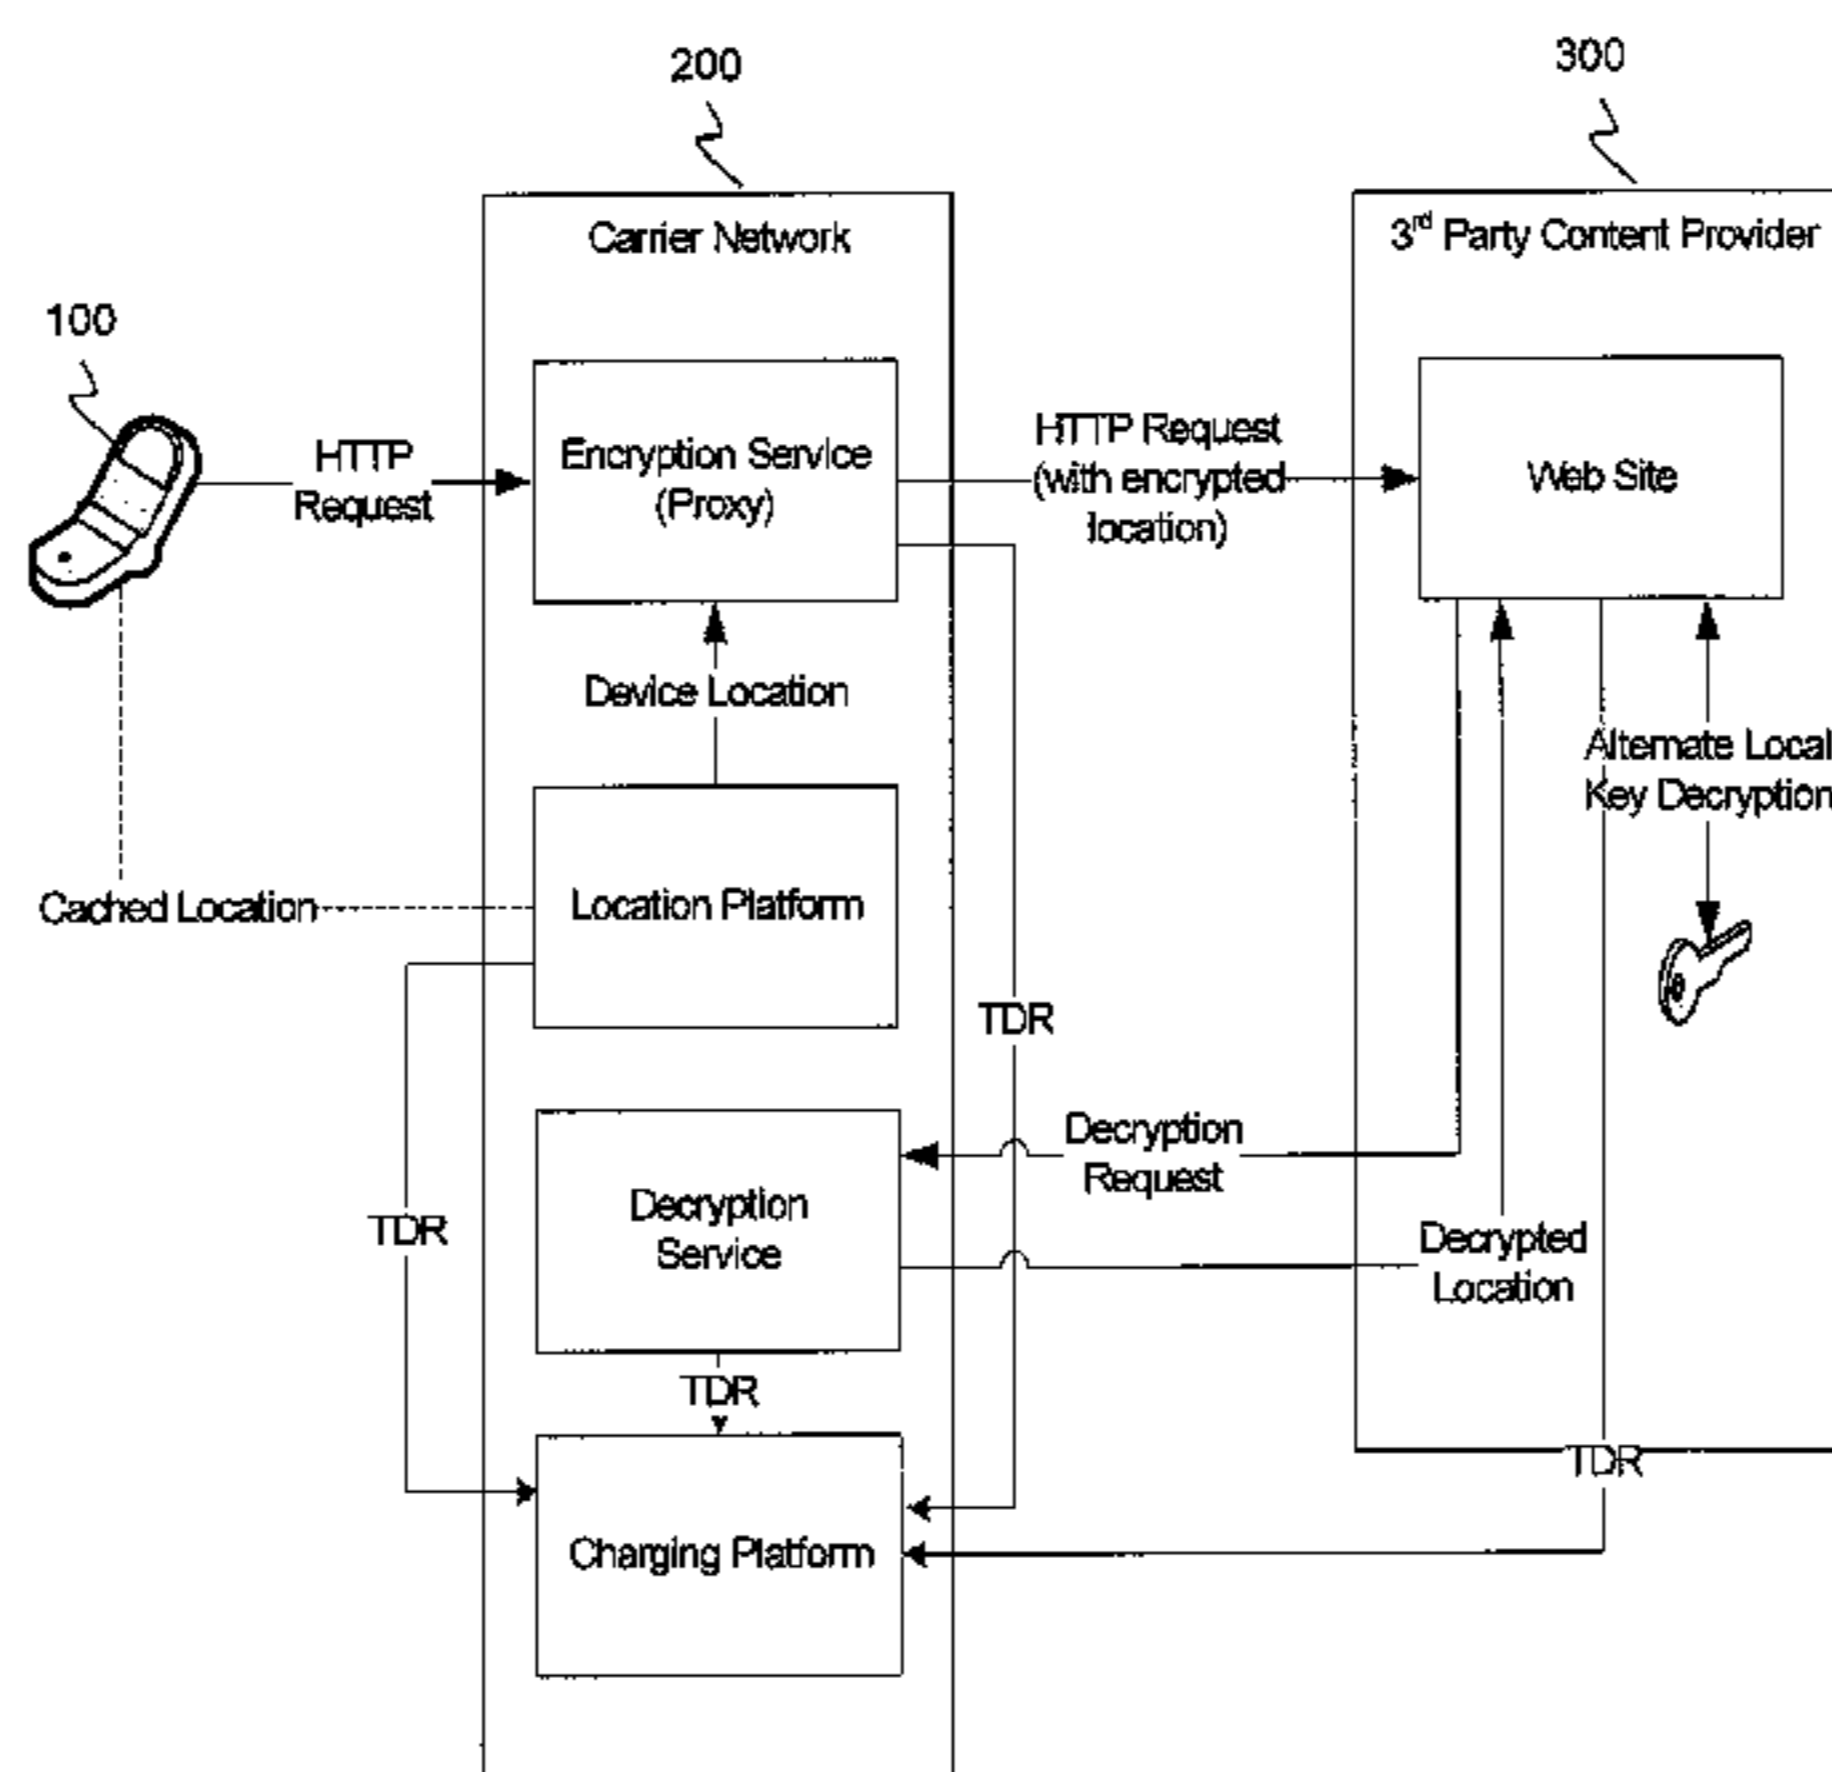 200
300
Carrier Network
3rd Party Content Provider
100
HTTP
Request
Encryption Service
(Proxy)
HTTP Request
(with encrypted
location)
Web Site
Device Location
Alternate Local
Key Decryption
Cached Location
Location Platform
TDR
Decryption
Request
TDR
Decryption
Service
Decrypted
Location
TDR
TDR
Charging Platform